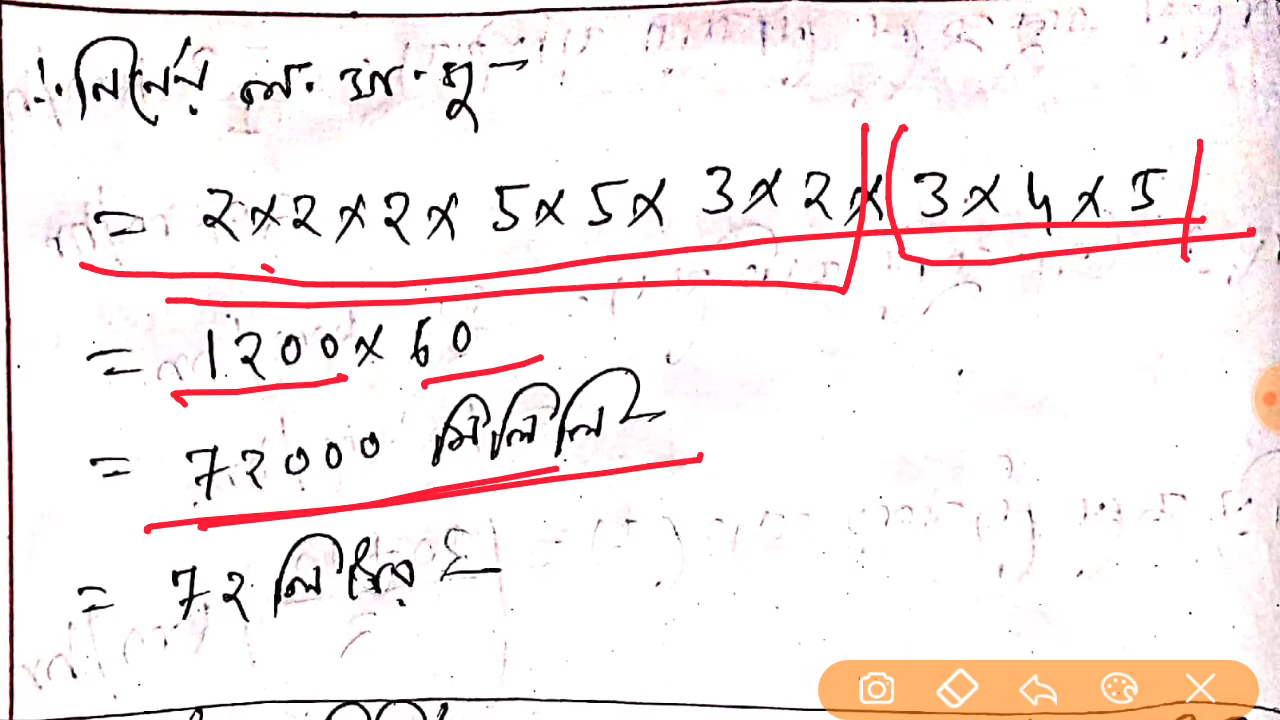 ∴ নির্ণেয় ল. সা. গু —
= 2×2×2×5×5×3×2×(3×4×5
= 1200×60
= 72000 মিলিলি
= 72 লিটার